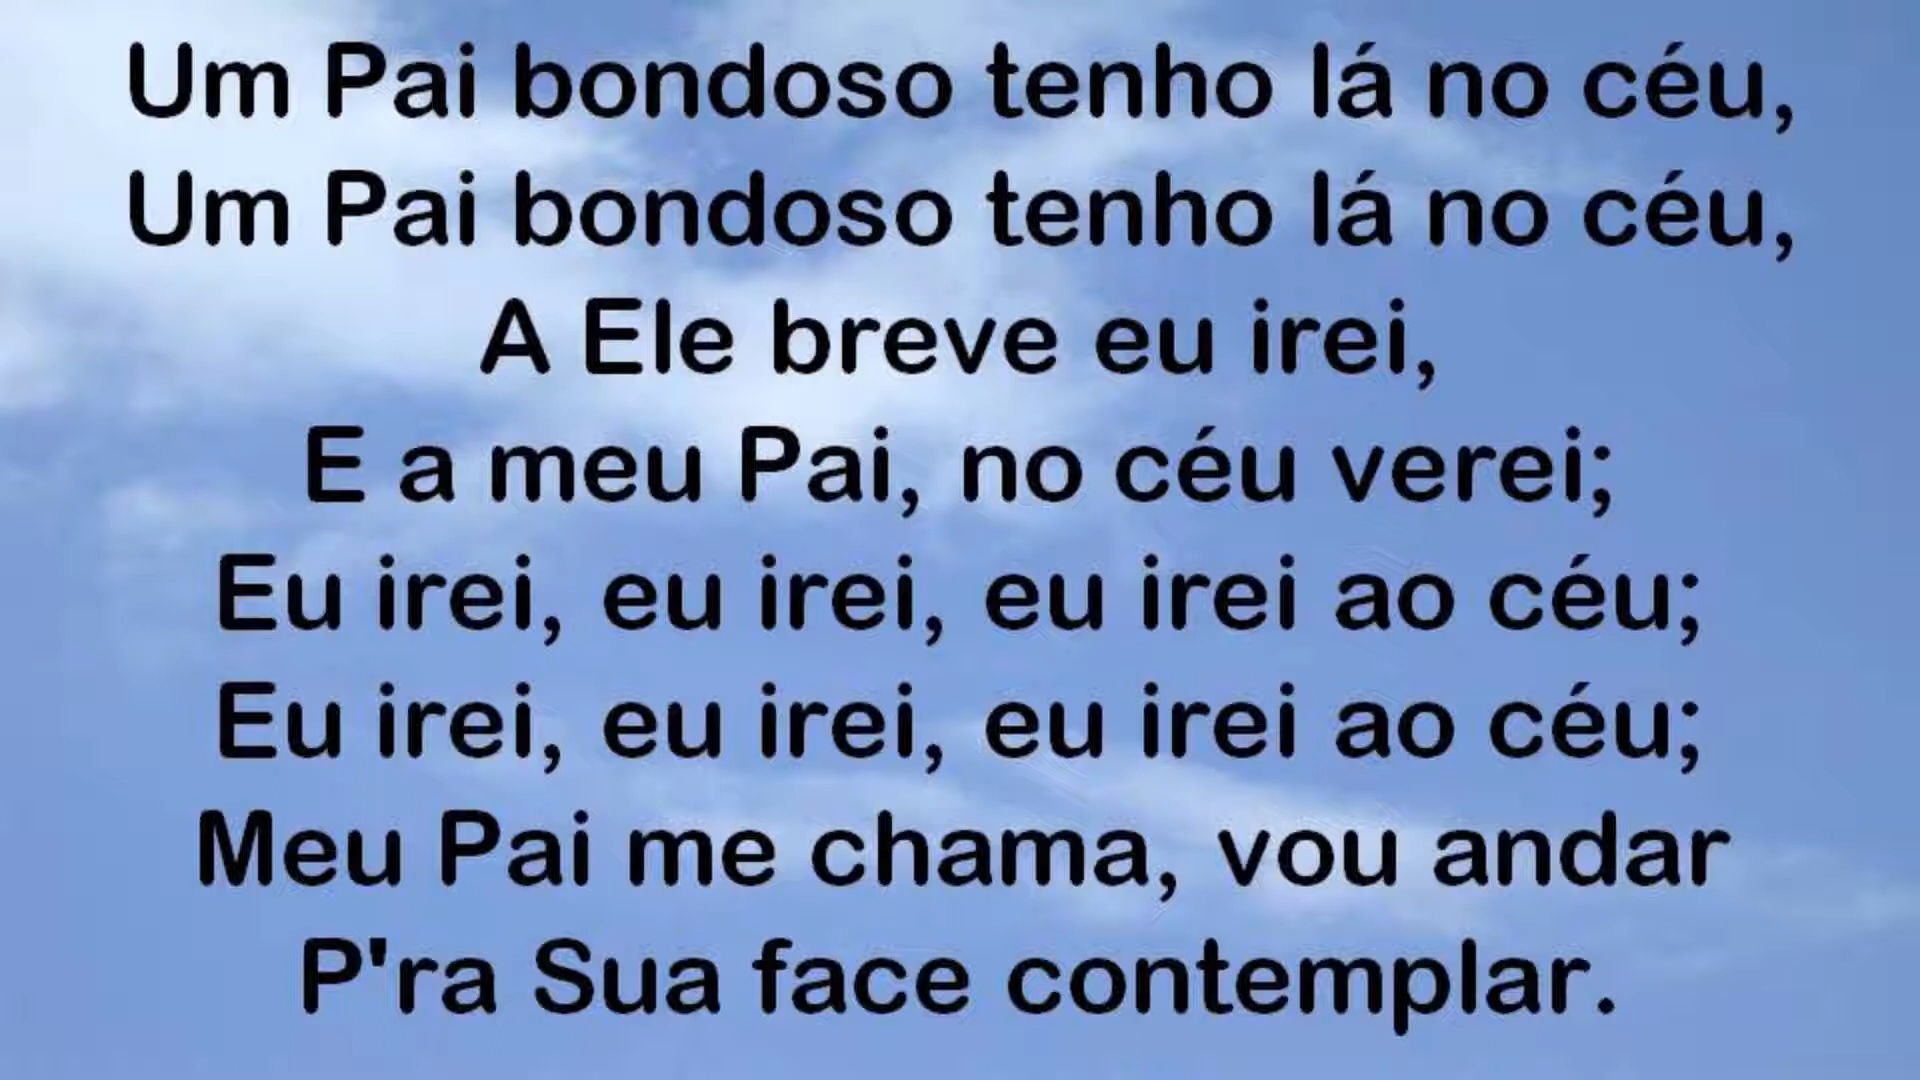 Um Pai bondoso tenho lá no céu,
Um Pai bondoso tenho lá no céu,
A Ele breve eu irei,
E a meu Pai, no céu verei;
Eu irei, eu irei, eu irei ao céu;
Eu irei, eu irei, eu irei ao céu;
Meu Pai me chama, vou andar
P'ra Sua face contemplar.